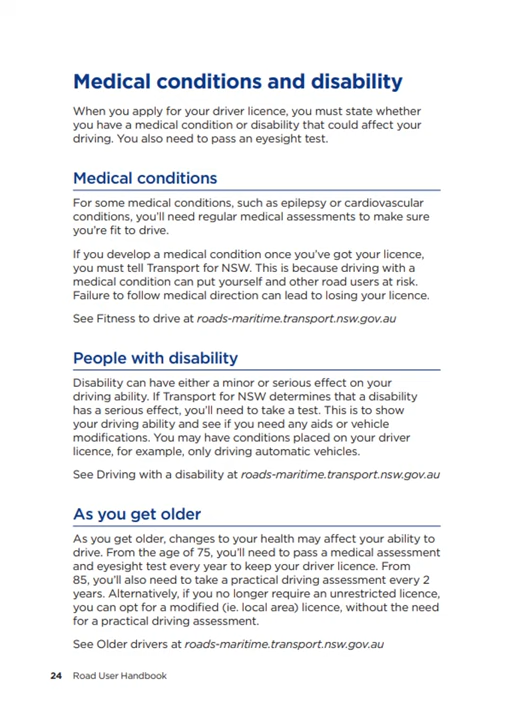 Medical conditions and disability
When you apply for your driver licence, you must state whether
you have a medical condition or disability that could affect your
driving. You also need to pass an eyesight test.
Medical conditions
For some medical conditions, such as epilepsy or cardiovascular
conditions, you'll need regular medical assessments to make sure
you're fit to drive.
If you develop a medical condition once you've got your licence,
you must tell Transport for NSW. This is because driving with a
medical condition can put yourself and other road users at risk.
Failure to follow medical direction can lead to losing your licence.
See Fitness to drive at roads-maritime.transport.nsw.gov.au
People with disability
Disability can have either a minor or serious effect on your
driving ability. If Transport for NSW determines that a disability
has a serious effect, you'll need to take a test. This is to show
your driving ability and see if you need any aids or vehicle
modifications. You may have conditions placed on your driver
licence, for example, only driving automatic vehicles.
See Driving with a disability at roads-maritime.transport.nsw.gov.au
As you get older
As you get older, changes to your health may affect your ability to
drive. From the age of 75, you'll need to pass a medical assessment
and eyesight test every year to keep your driver licence. From
85, you'll also need to take a practical driving assessment every 2
years. Alternatively, if you no longer require an unrestricted licence,
you can opt for a modified (ie. local area) licence, without the need
for a practical driving assessment.
See Older drivers at roads-maritime.transport.nsw.gov.au
24 Road User Handbook